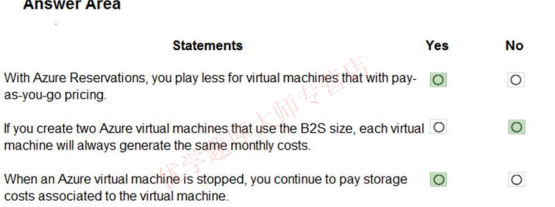 Answer Area
Statements Yes No
With Azure Reservations, you play less for virtual machines that with pay-
as-you-go pricing.
If you create two Azure virtual machines that use the B2S size, each virtual
machine will always generate the same monthly costs.
When an Azure virtual machine is stopped, you continue to pay storage
costs associated to the virtual machine.